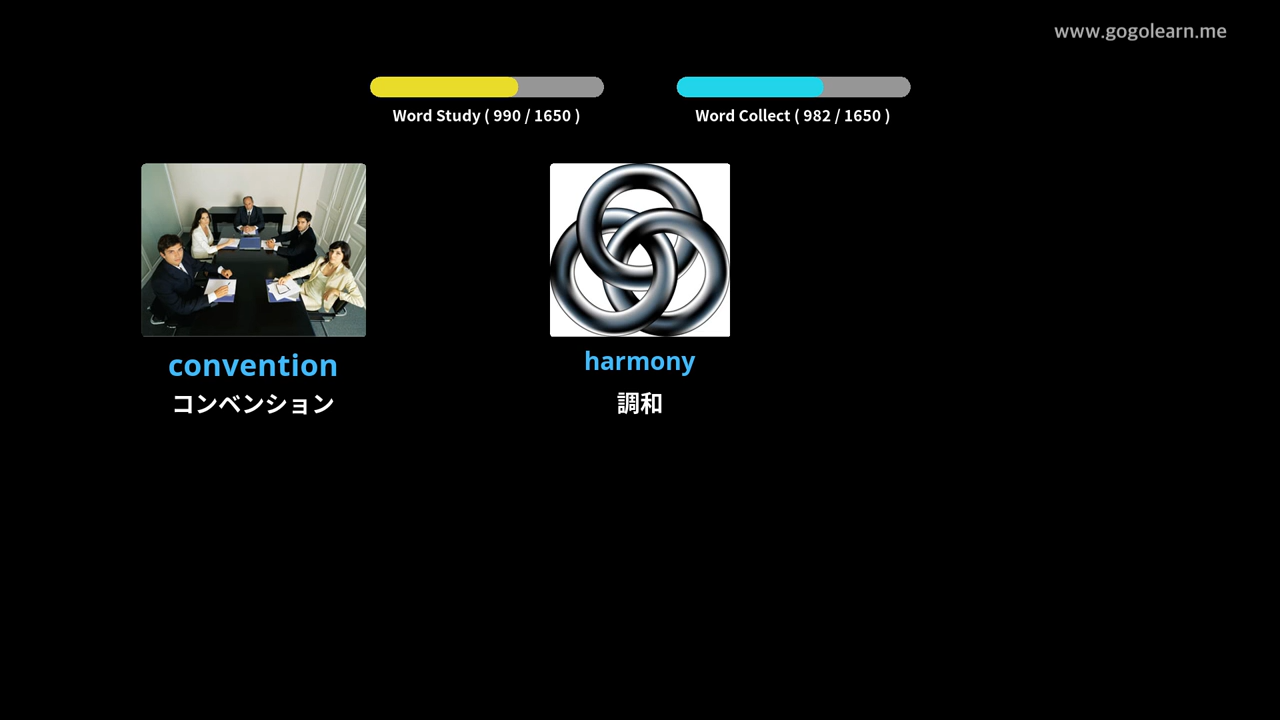 www.gogolearn.me
Word Study ( 990 / 1650 )
Word Collect ( 982 / 1650 )
convention
コンベンション
harmony
調和